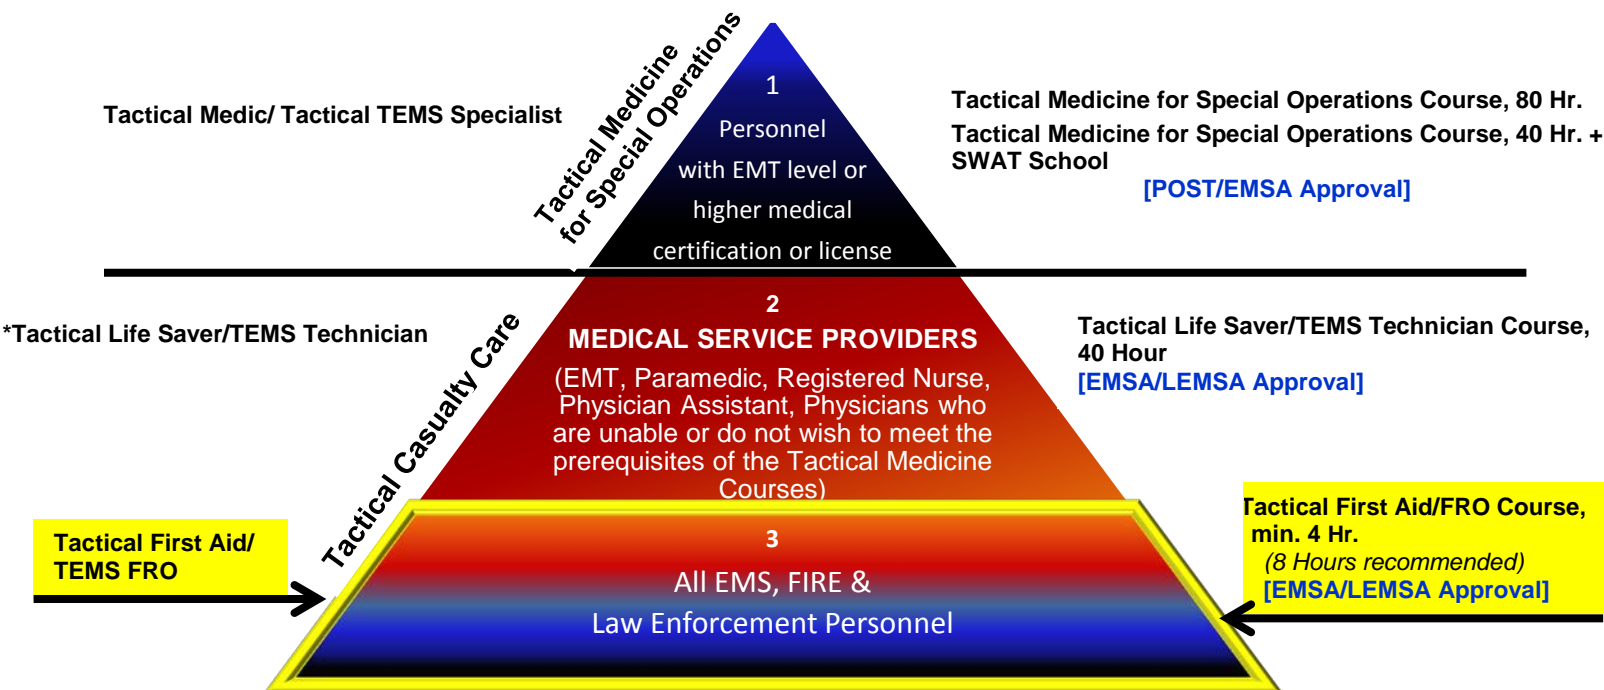 Tactical Medicine
for Special Operations
1
Personnel
with EMT level or
higher medical
certification or license
Tactical Medic/ Tactical TEMS Specialist
Tactical Medicine for Special Operations Course, 80 Hr.
Tactical Medicine for Special Operations Course, 40 Hr. +
SWAT School
[POST/EMSA Approval]
*Tactical Life Saver/TEMS Technician
Tactical Casualty Care
2
MEDICAL SERVICE PROVIDERS
(EMT, Paramedic, Registered Nurse,
Physician Assistant, Physicians who
are unable or do not wish to meet the
prerequisites of the Tactical Medicine
Courses)
Tactical Life Saver/TEMS Technician Course,
40 Hour
[EMSA/LEMSA Approval]
Tactical First Aid/
TEMS FRO
3
All EMS, FIRE &
Law Enforcement Personnel
Tactical First Aid/FRO Course,
min. 4 Hr.
(8 Hours recommended)
[EMSA/LEMSA Approval]